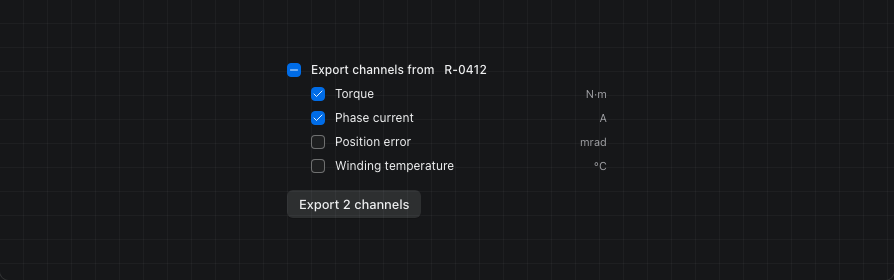 Export channels from R-0412
Torque N·m
Phase current A
Position error mrad
Winding temperature °C
Export 2 channels